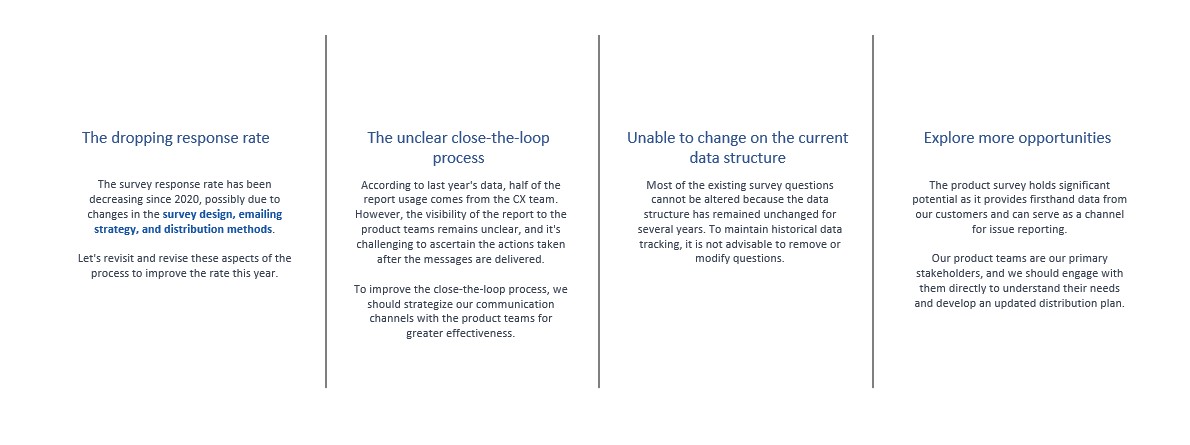 The dropping response rate
The survey response rate has been
decreasing since 2020, possibly due to
changes in the survey design, emailing
strategy, and distribution methods.
Let's revisit and revise these aspects of the
process to improve the rate this year.
The unclear close-the-loop
process
According to last year's data, half of the
report usage comes from the CX team.
However, the visibility of the report to the
product teams remains unclear, and it's
challenging to ascertain the actions taken
after the messages are delivered.
To improve the close-the-loop process, we
should strategize our communication
channels with the product teams for
greater effectiveness.
Unable to change on the current
data structure
Most of the existing survey questions
cannot be altered because the data
structure has remained unchanged for
several years. To maintain historical data
tracking, it is not advisable to remove or
modify questions.
Explore more opportunities
The product survey holds significant
potential as it provides firsthand data from
our customers and can serve as a channel
for issue reporting.
Our product teams are our primary
stakeholders, and we should engage with
them directly to understand their needs
and develop an updated distribution plan.